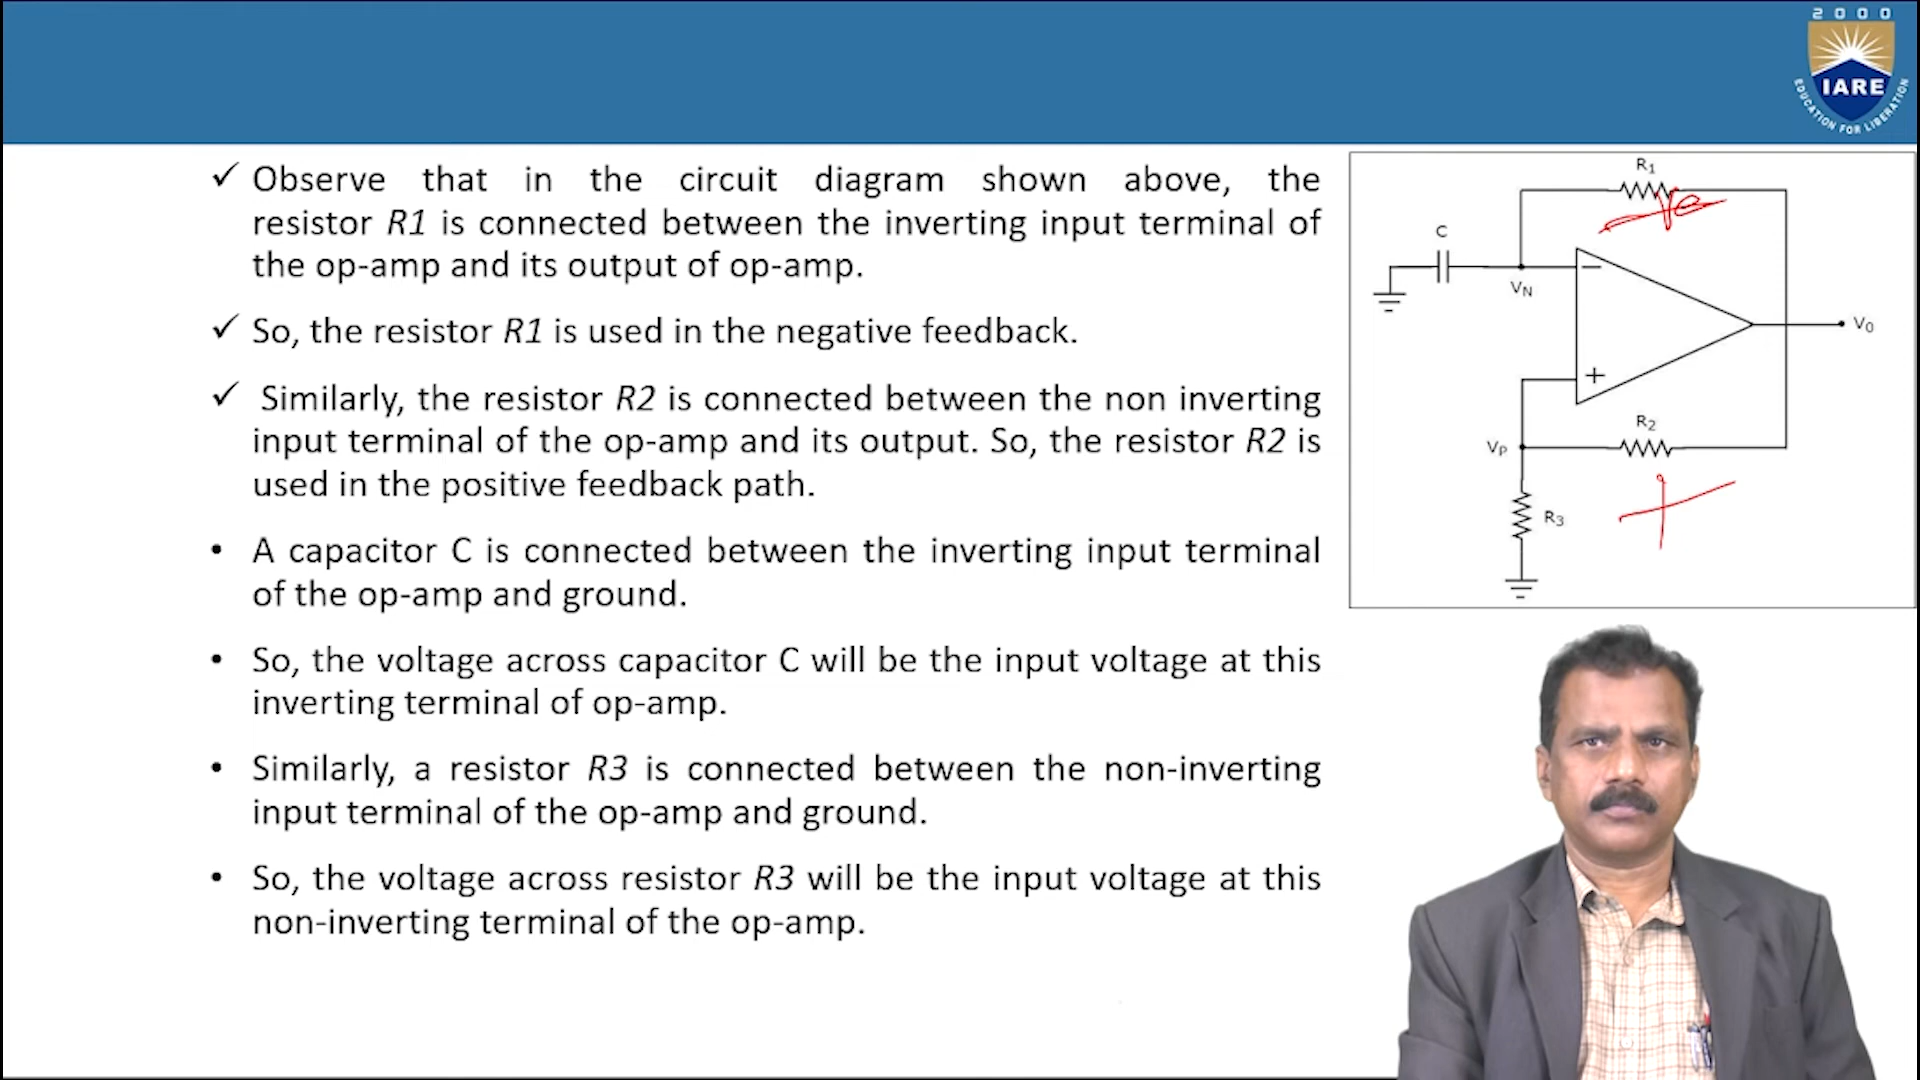 2000
IARE
EDUCATION FOR LIBERATION
✓ Observe that in the circuit diagram shown above, the
resistor R1 is connected between the inverting input terminal of
the op-amp and its output of op-amp.
✓ So, the resistor R1 is used in the negative feedback.
✓ Similarly, the resistor R2 is connected between the non inverting
input terminal of the op-amp and its output. So, the resistor R2 is
used in the positive feedback path.
• A capacitor C is connected between the inverting input terminal
of the op-amp and ground.
• So, the voltage across capacitor C will be the input voltage at this
inverting terminal of op-amp.
• Similarly, a resistor R3 is connected between the non-inverting
input terminal of the op-amp and ground.
• So, the voltage across resistor R3 will be the input voltage at this
non-inverting terminal of the op-amp.
R1
C
−
VN
V0
+
R2
VP
R3
+